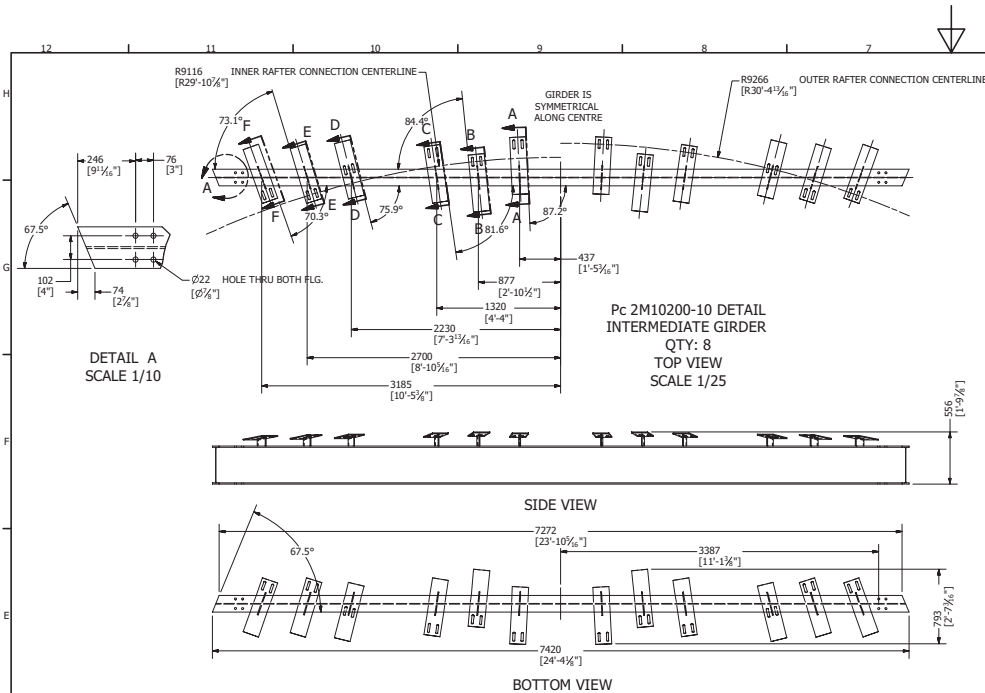 12
11
10
9
8
7
H
G
F
E
R9116
[R29'-10⅞"]
INNER RAFTER CONNECTION CENTERLINE
GIRDER IS
SYMMETRICAL
ALONG CENTRE
R9266
[R30'-4¹³⁄₁₆"]
OUTER RAFTER CONNECTION CENTERLINE
73.1°
F
E
D
84.4°
C
B
A
246
[9¹¹⁄₁₆"]
76
[3"]
A
F
70.3°
E
D
75.9°
C
B
81.6°
A
87.2°
67.5°
102
[4"]
74
[2⅞"]
Ø22
[Ø⅞"]
HOLE THRU BOTH FLG.
437
[1'-5³⁄₁₆"]
877
[2'-10½"]
1320
[4'-4"]
2230
[7'-3¹³⁄₁₆"]
2700
[8'-10⁵⁄₁₆"]
3185
[10'-5⅜"]
DETAIL A
SCALE 1/10
Pc 2M10200-10 DETAIL
INTERMEDIATE GIRDER
QTY: 8
TOP VIEW
SCALE 1/25
556
[1'-9⅞"]
SIDE VIEW
7272
[23'-10⁵⁄₁₆"]
67.5°
3387
[11'-1⅜"]
793
[2'-7³⁄₁₆"]
7420
[24'-4⅛"]
BOTTOM VIEW